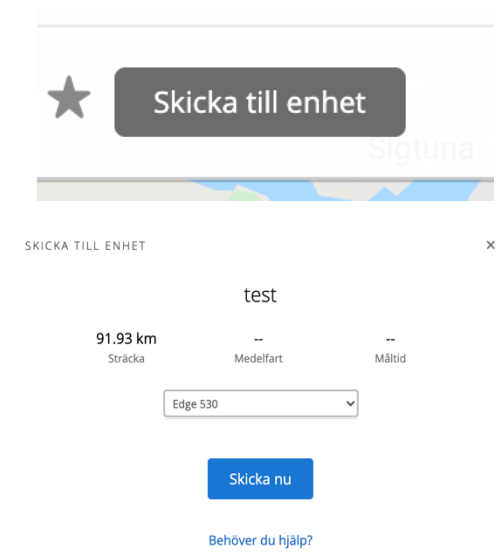 Skicka till enhet
Sigtuna
SKICKA TILL ENHET
×
test
91.93 km
--
--
Sträcka
Medelfart
Måltid
Edge 530
Skicka nu
Behöver du hjälp?